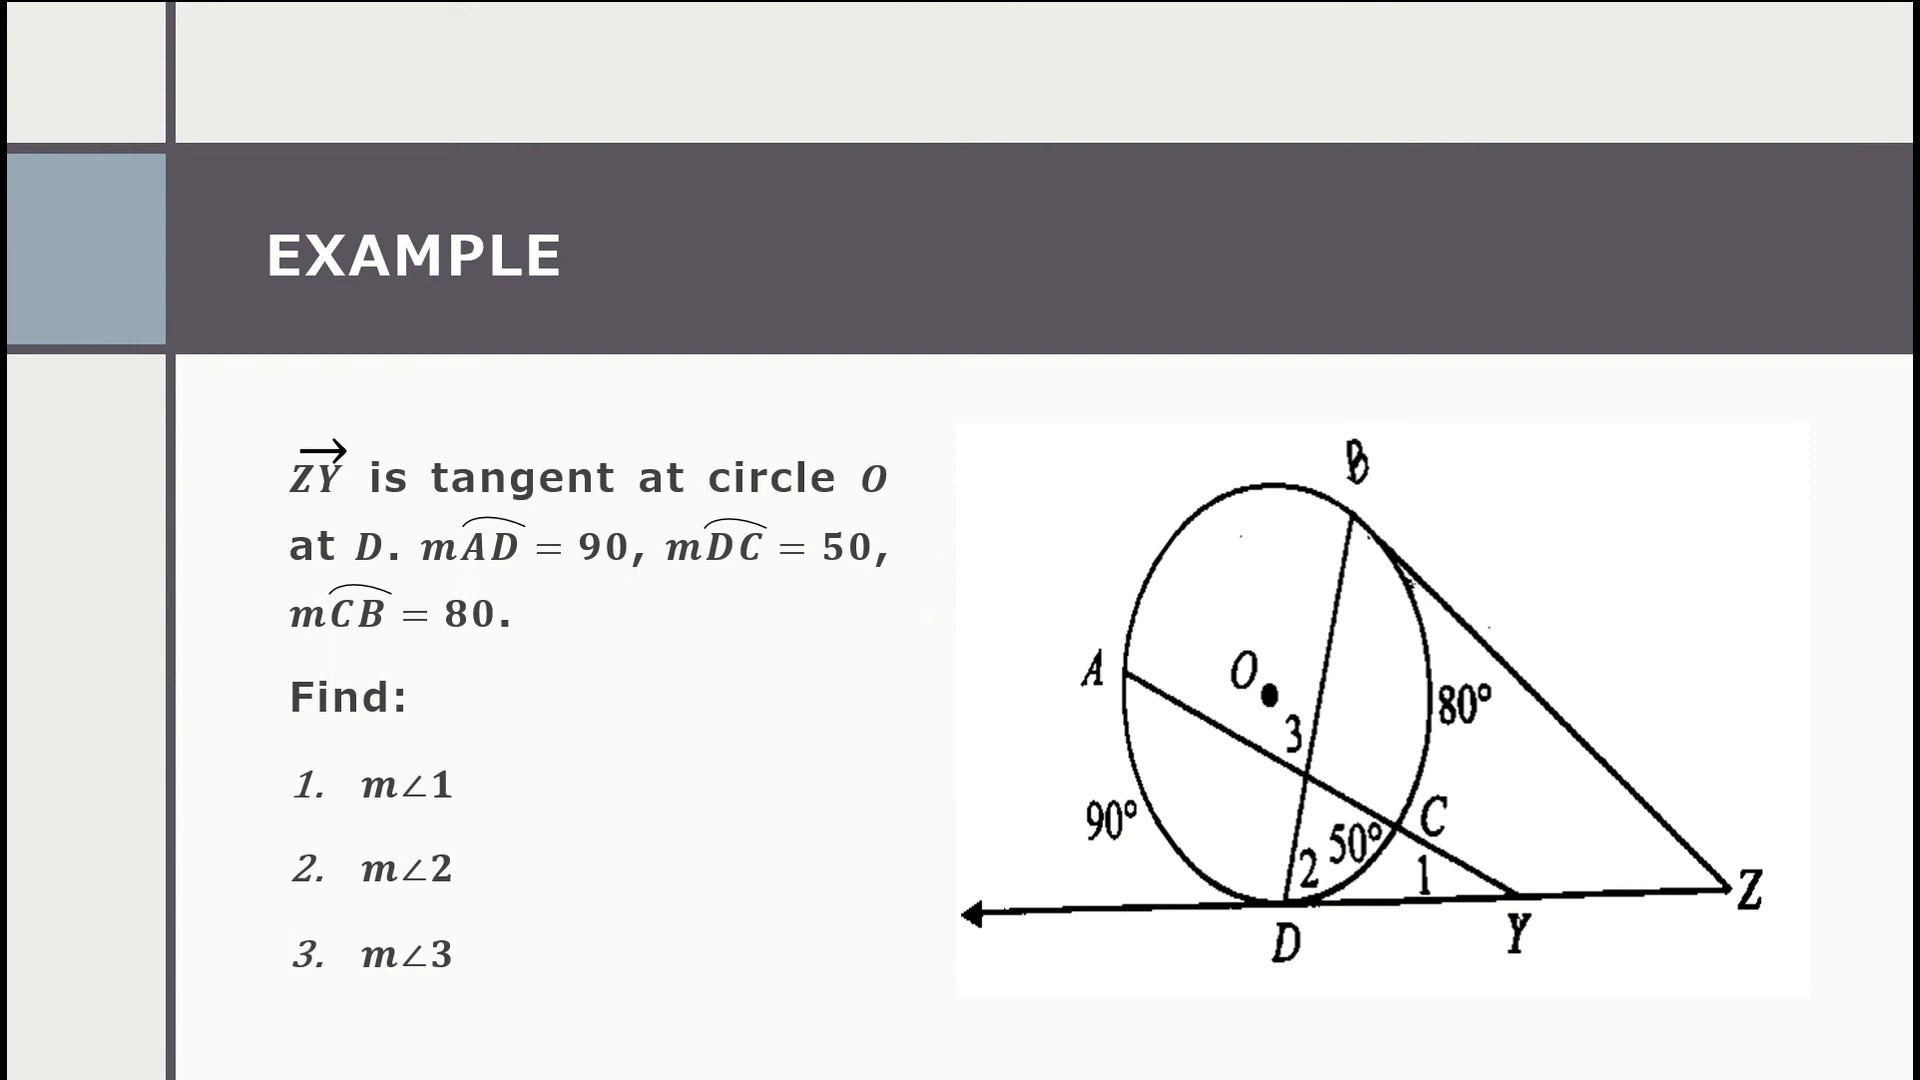 EXAMPLE
ZY is tangent at circle O
at D. mAD = 90, mDC = 50,
mCB = 80.
Find:
1. m∠1
2. m∠2
3. m∠3
B
A
O
3
80°
90°
C
50°
2
1
Z
D
Y